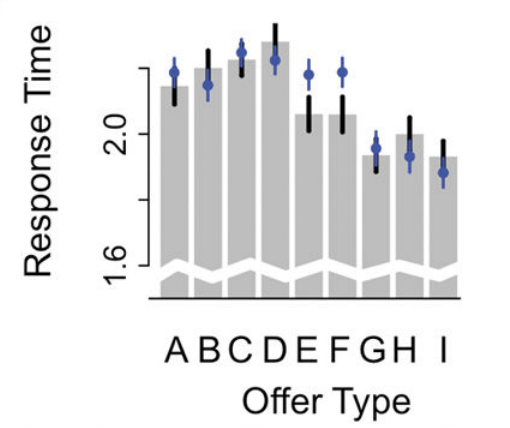 Response Time
2.0
1.6
A B C D E F G H I
Offer Type